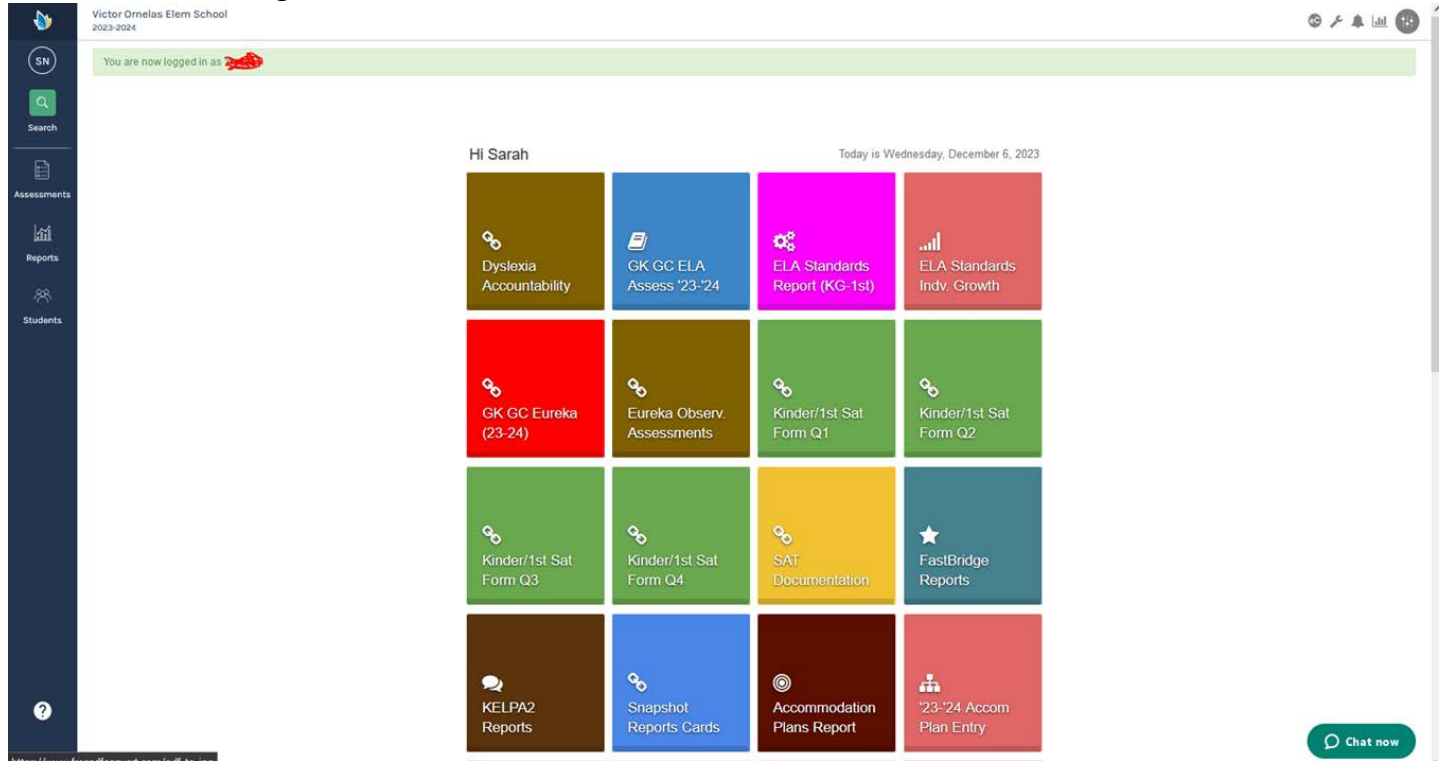 Victor Ornelas Elem School
2023-2024
SN
You are now logged in as
Search
Assessments
Reports
Students
Hi Sarah
Today is Wednesday, December 6, 2023
Dyslexia
Accountability
GK GC ELA
Assess '23-'24
ELA Standards
Report (KG-1st)
ELA Standards
Indv. Growth
GK GC Eureka
(23-24)
Eureka Observ.
Assessments
Kinder/1st Sat
Form Q1
Kinder/1st Sat
Form Q2
Kinder/1st Sat
Form Q3
Kinder/1st Sat
Form Q4
SAT
Documentation
FastBridge
Reports
KELPA2
Reports
Snapshot
Reports Cards
Accommodation
Plans Report
'23-'24 Accom
Plan Entry
?
Chat now